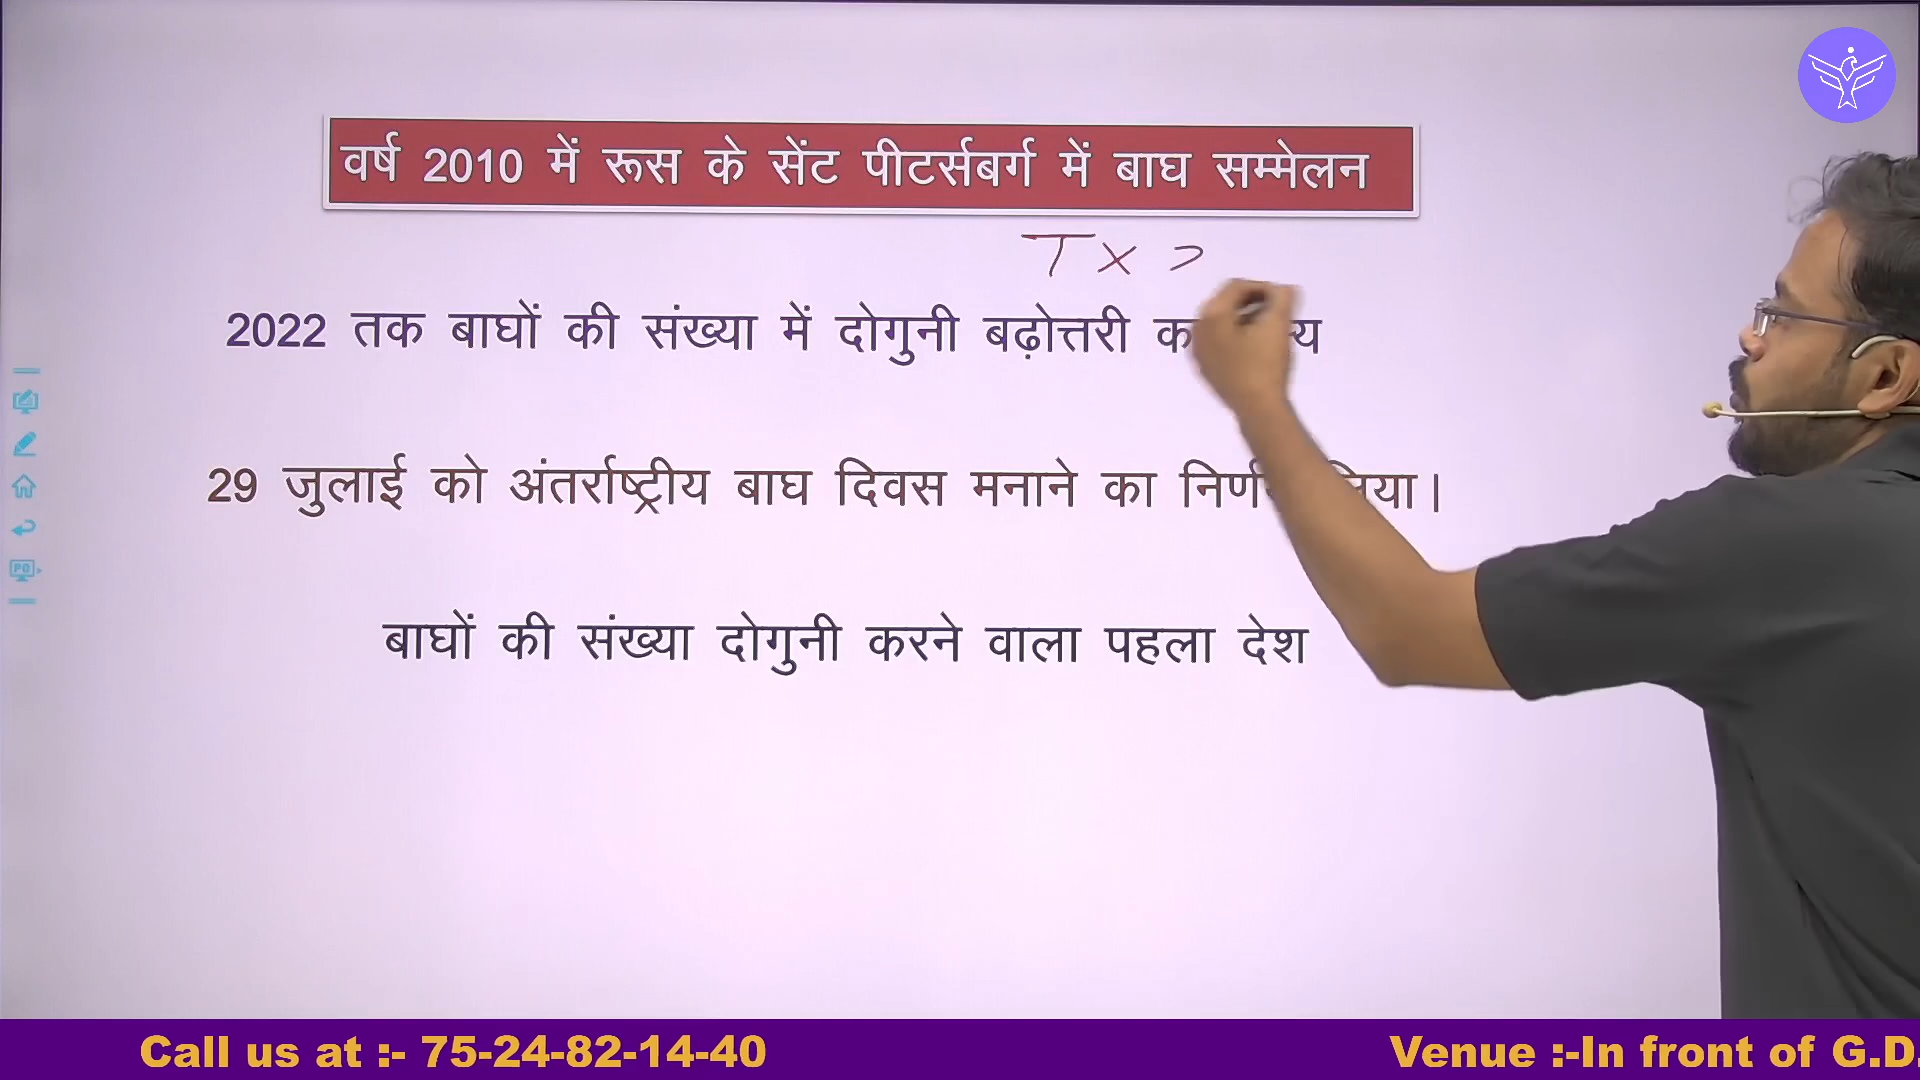 वर्ष 2010 में रूस के सेंट पीटर्सबर्ग में बाघ सम्मेलन
T X 2
2022 तक बाघों की संख्या में दोगुनी बढ़ोत्तरी
29 जुलाई को अंतर्राष्ट्रीय बाघ दिवस मनाने का
बाघों की संख्या दोगुनी करने वाला पहला देश
Call us at :- 75-24-82-14-40
Venue :-In front of G.D.